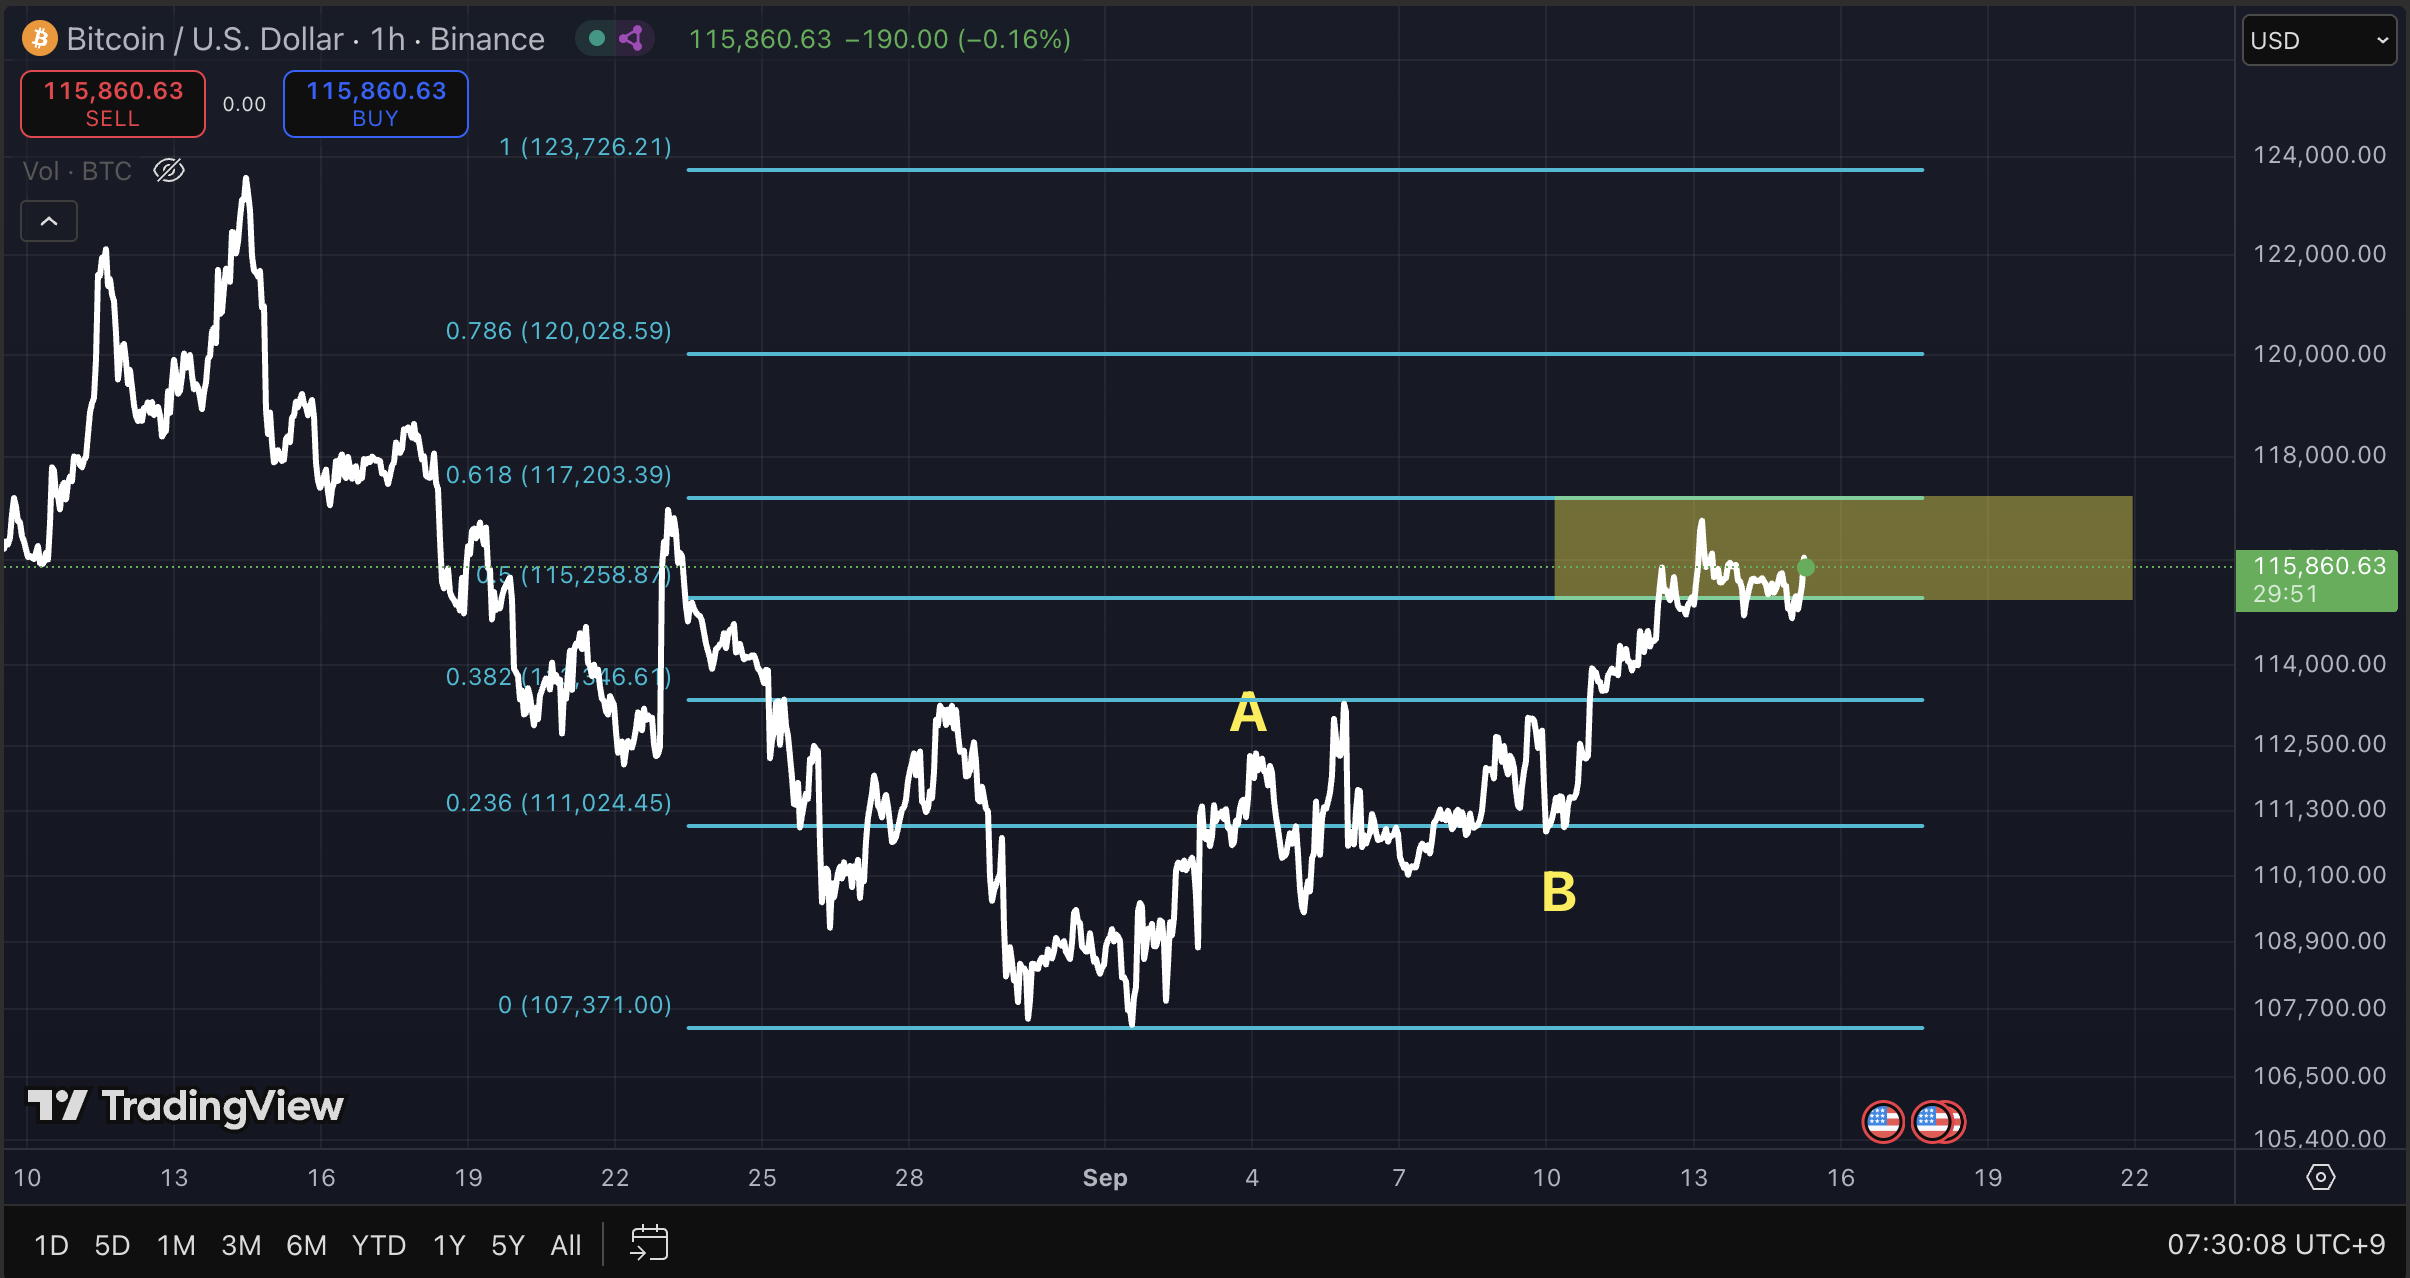 Bitcoin / U.S. Dollar · 1h · Binance
115,860.63 −190.00 (−0.16%)
USD
115,860.63
SELL
0.00
115,860.63
BUY
Vol · BTC
1 (123,726.21)
0.786 (120,028.59)
0.618 (117,203.39)
0.5 (115,258.87)
0.382 (113,346.61)
0.236 (111,024.45)
0 (107,371.00)
A
B
124,000.00
122,000.00
120,000.00
118,000.00
115,860.63
29:51
114,000.00
112,500.00
111,300.00
110,100.00
108,900.00
107,700.00
106,500.00
105,400.00
TradingView
10 13 16 19 22 25 28 Sep 4 7 10 13 16 19 22
1D 5D 1M 3M 6M YTD 1Y 5Y All
07:30:08 UTC+9